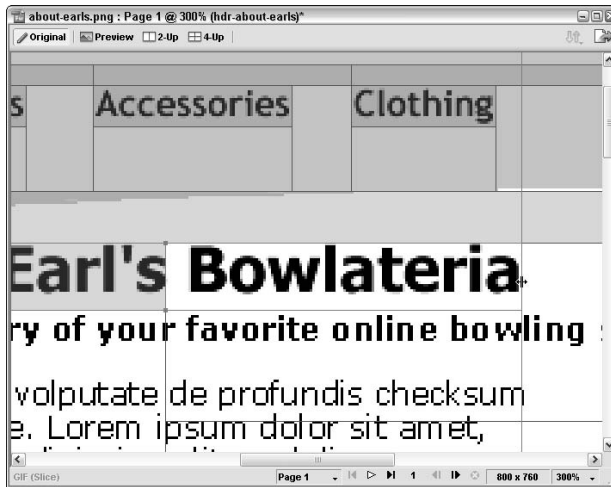 about-earls.png : Page 1 @ 300% (hdr-about-earls)*
Original Preview 2-Up 4-Up
s Accessories Clothing
Earl's Bowlateria
ry of your favorite online bowling s
volputate de profundis checksum
e. Lorem ipsum dolor sit amet,
GIF (Slice) Page 1 1 800 x 760 300%